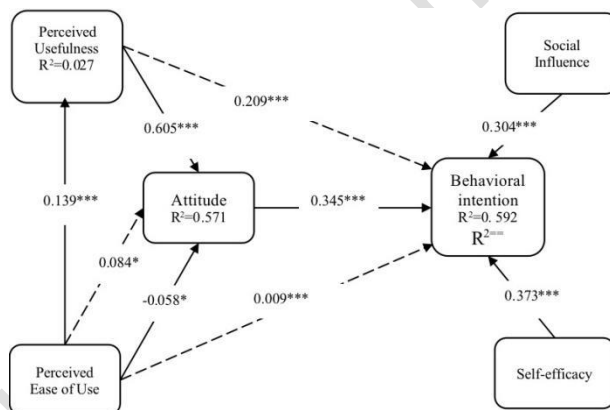 Perceived
Usefulness
R²=0.027
Social
Influence
0.209***
0.605***
0.304***
Attitude
R²=0.571
Behavioral
intention
R²=0. 592
R²⁼⁼
0.139***
0.345***
0.084*
-0.058*
0.009***
0.373***
Perceived
Ease of Use
Self-efficacy